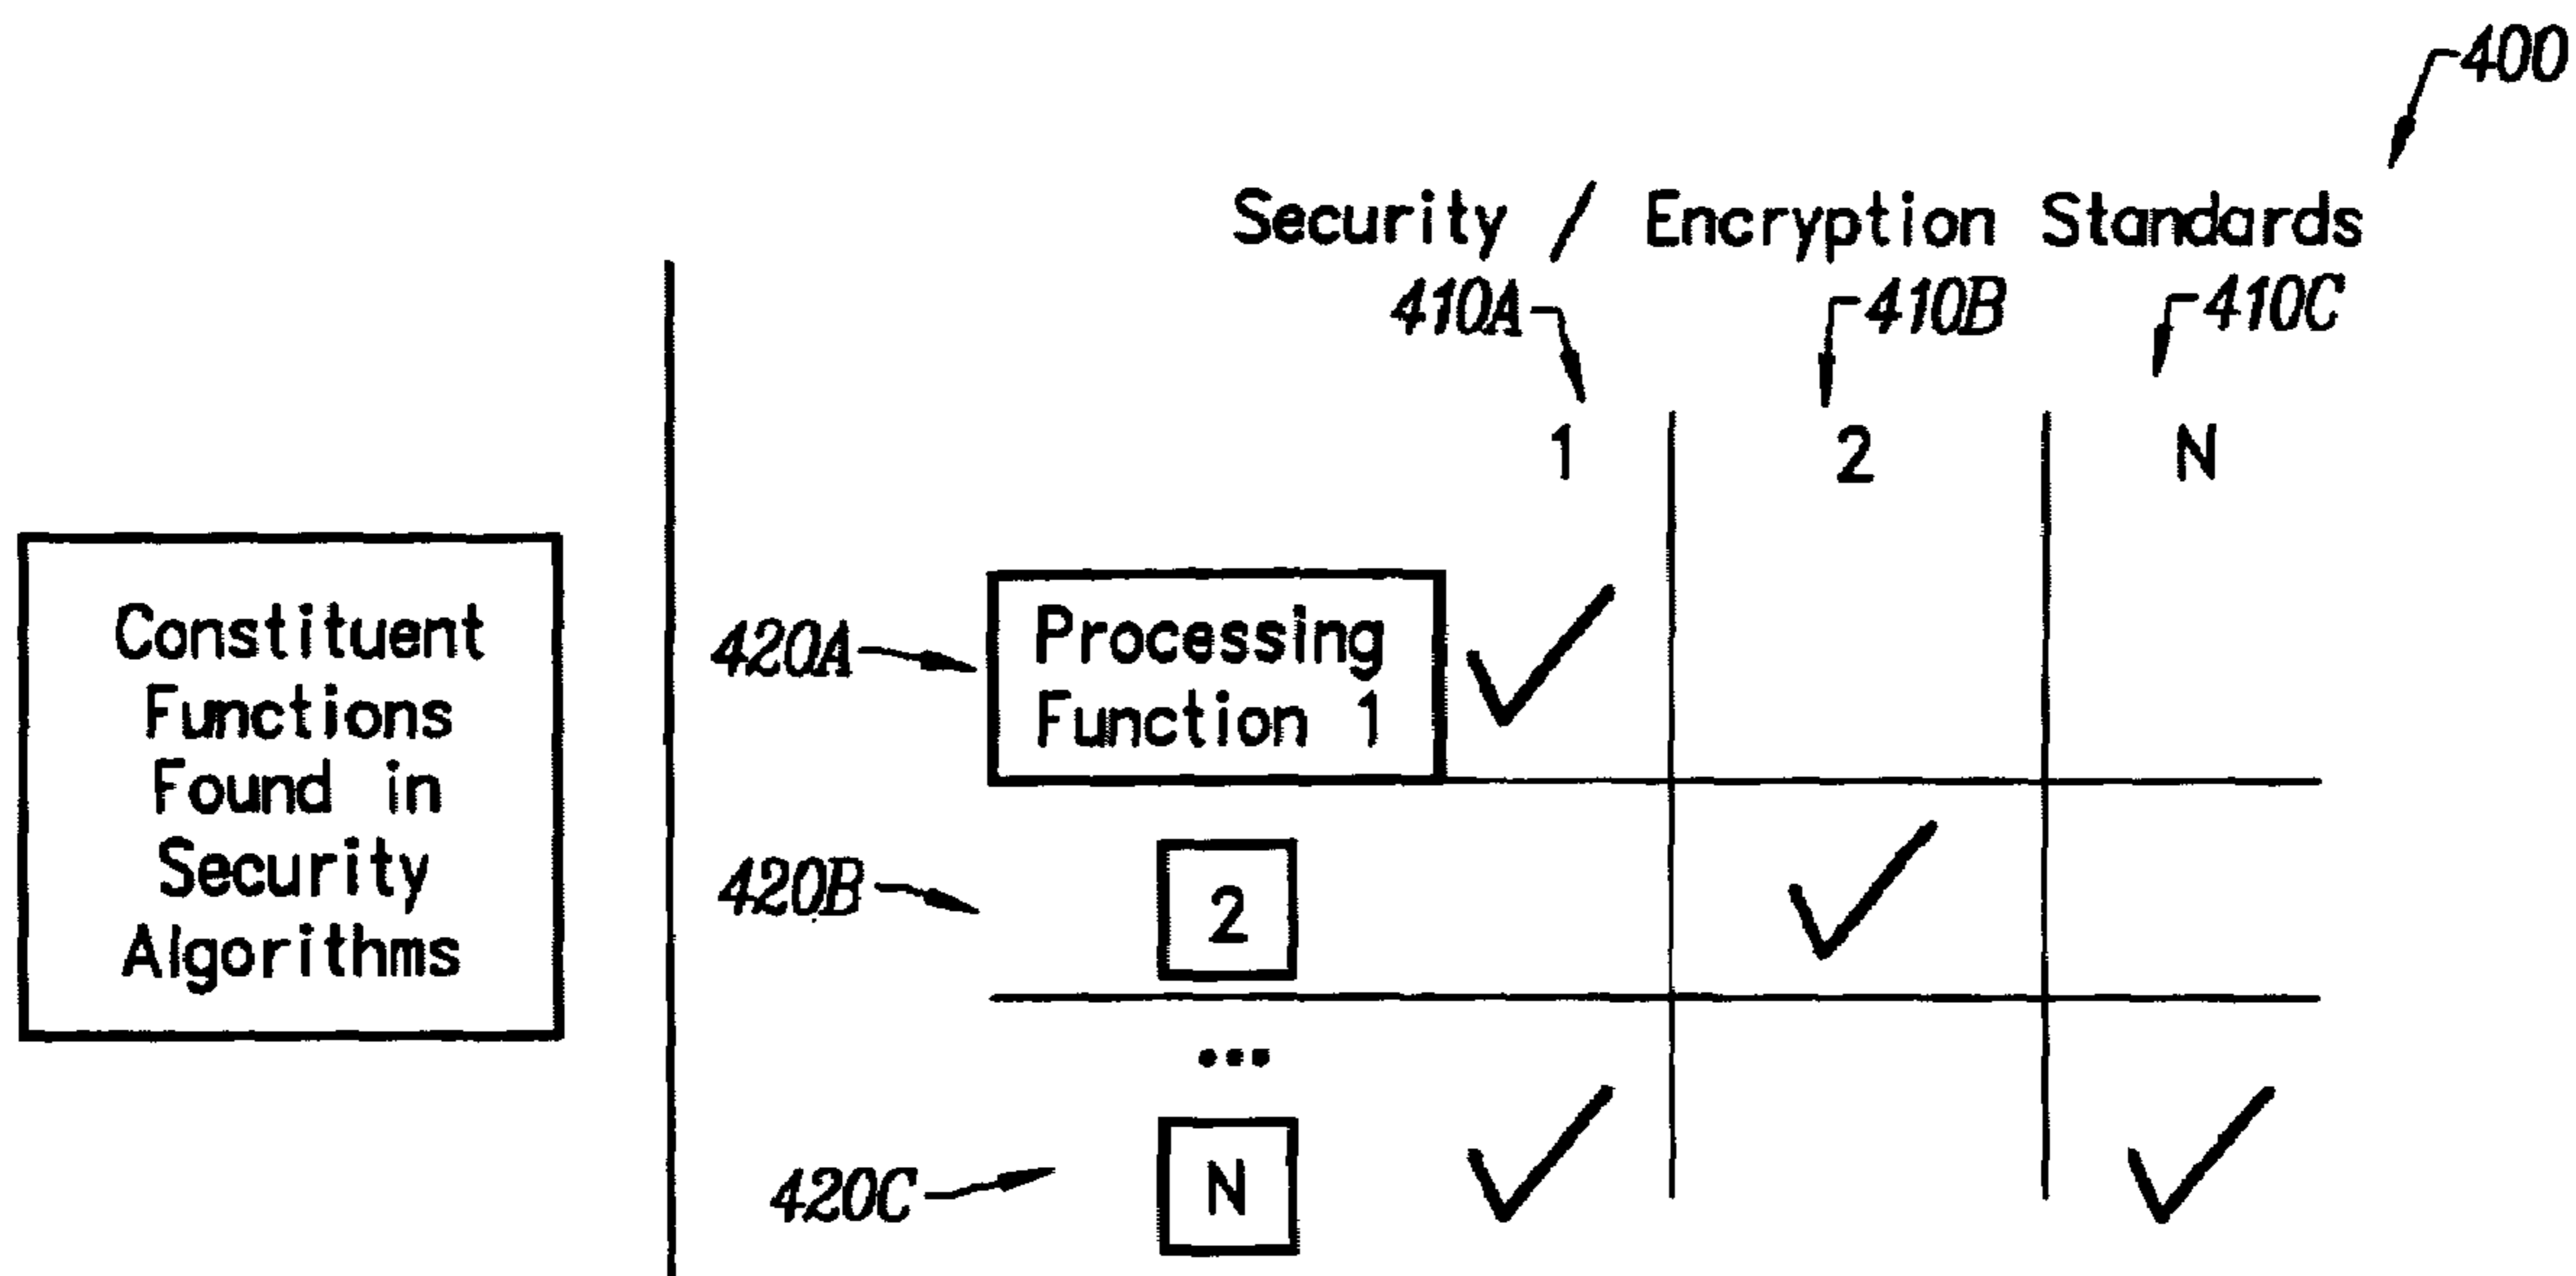 400
Security / Encryption Standards
410A 410B 410C
1 2 N
Constituent
Functions
Found in
Security
Algorithms
420A
Processing
Function 1
420B
2
...
420C
N